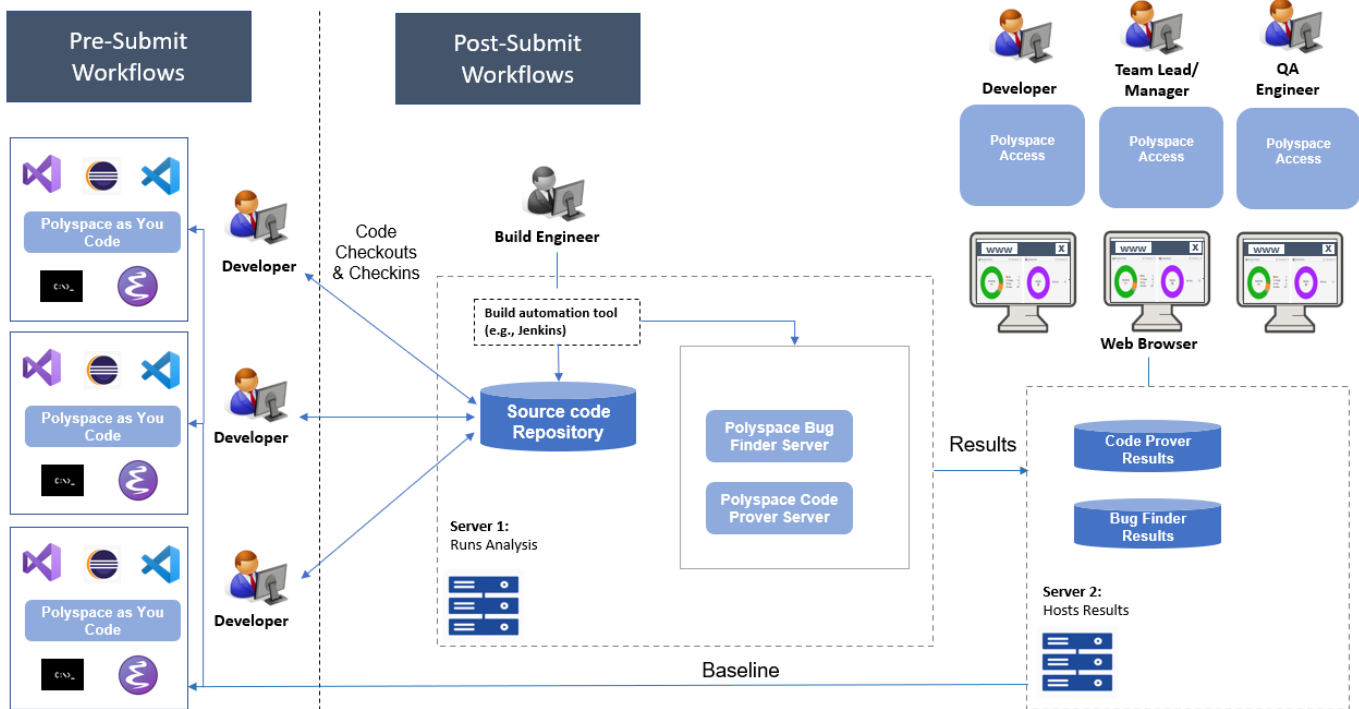 Pre-Submit
Workflows
Post-Submit
Workflows
Developer
Team Lead/
Manager
QA
Engineer
Polyspace
Access
Polyspace
Access
Polyspace
Access
Polyspace as You
Code
C:\>_
Developer
Polyspace as You
Code
C:\>_
Developer
Polyspace as You
Code
C:\>_
Developer
Code
Checkouts
& Checkins
Build Engineer
Build automation tool
(e.g., Jenkins)
Source code
Repository
Polyspace Bug
Finder Server
Polyspace Code
Prover Server
Server 1:
Runs Analysis
Results
www X
www X
www X
Web Browser
Code Prover
Results
Bug Finder
Results
Server 2:
Hosts Results
Baseline